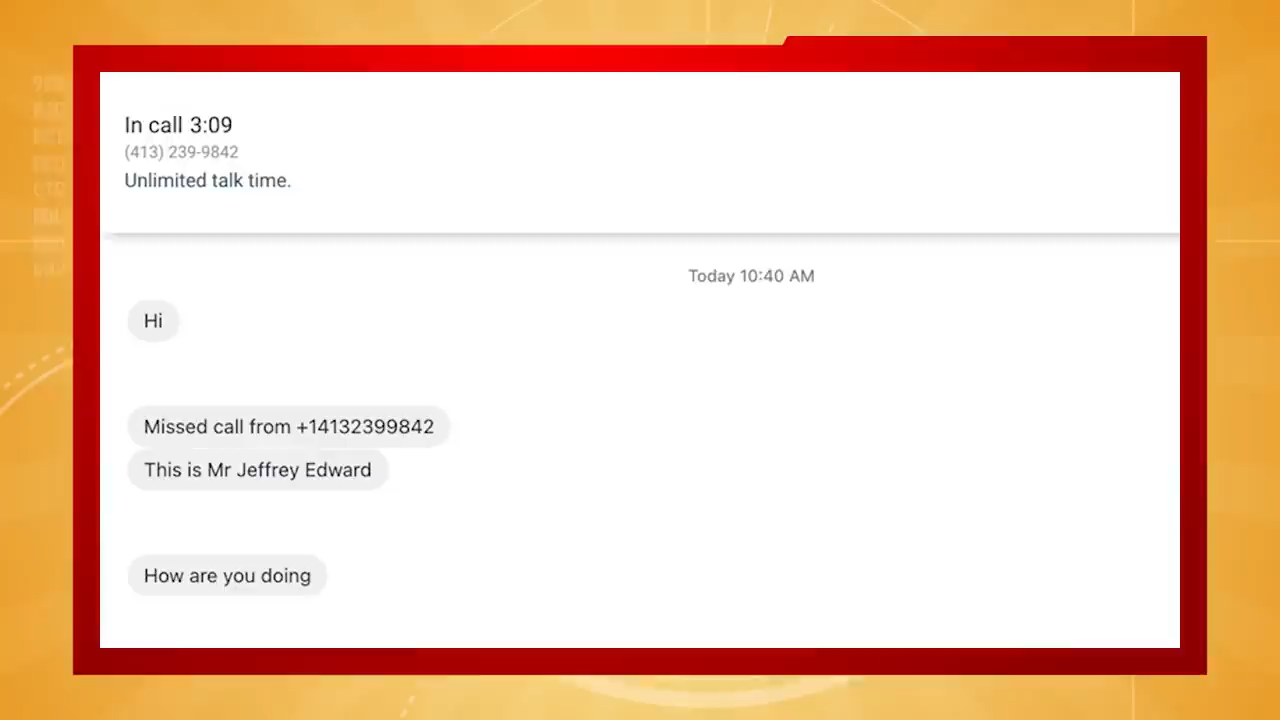 In call 3:09
(413) 239-9842
Unlimited talk time.
Today 10:40 AM
Hi
Missed call from +14132399842
This is Mr Jeffrey Edward
How are you doing